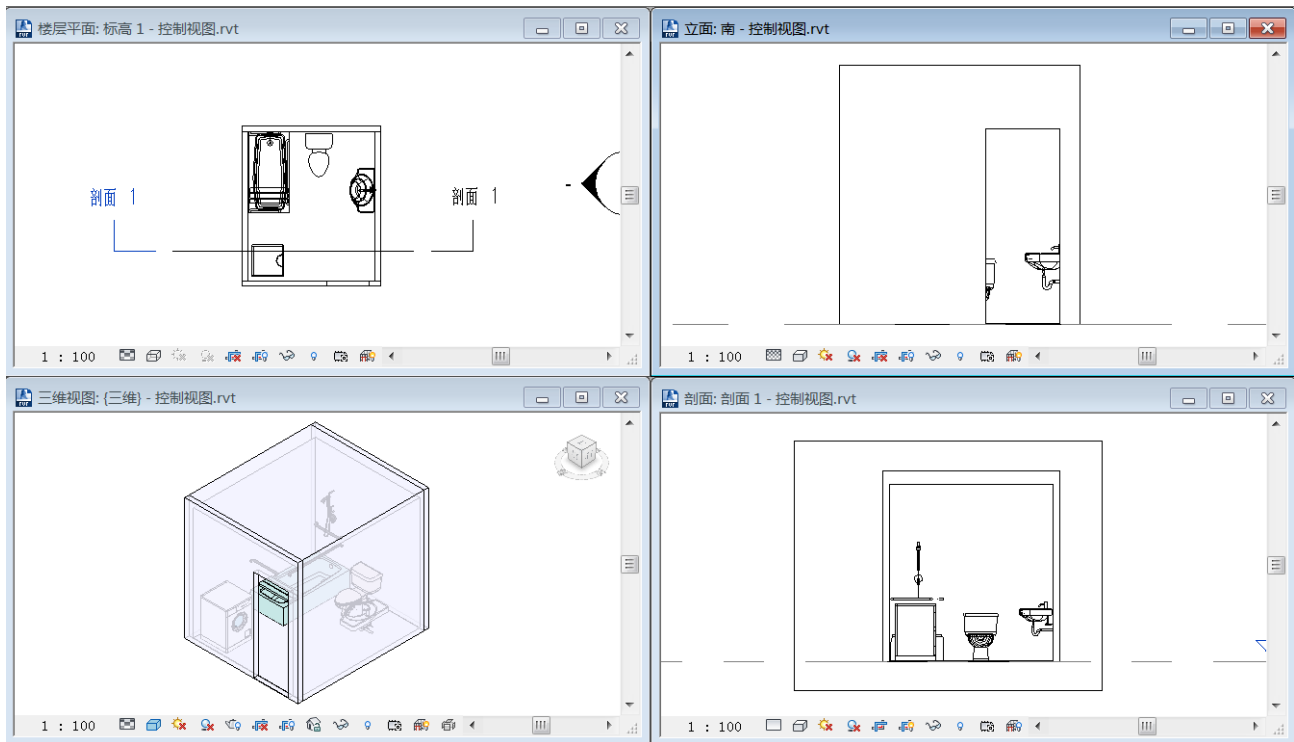 楼层平面: 标高 1 - 控制视图.rvt
剖面 1
剖面 1
1 : 100
立面: 南 - 控制视图.rvt
1 : 100
三维视图: {三维} - 控制视图.rvt
1 : 100
剖面: 剖面 1 - 控制视图.rvt
1 : 100